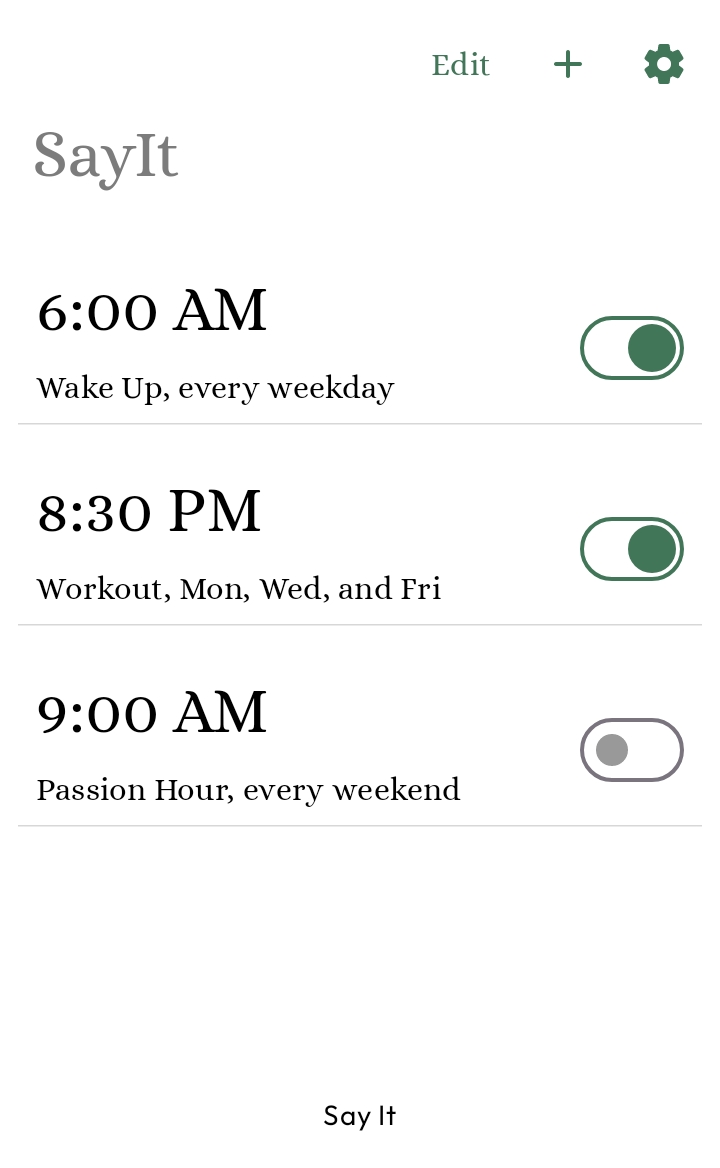 Edit
SayIt
6:00 AM
Wake Up, every weekday
8:30 PM
Workout, Mon, Wed, and Fri
9:00 AM
Passion Hour, every weekend
Say It